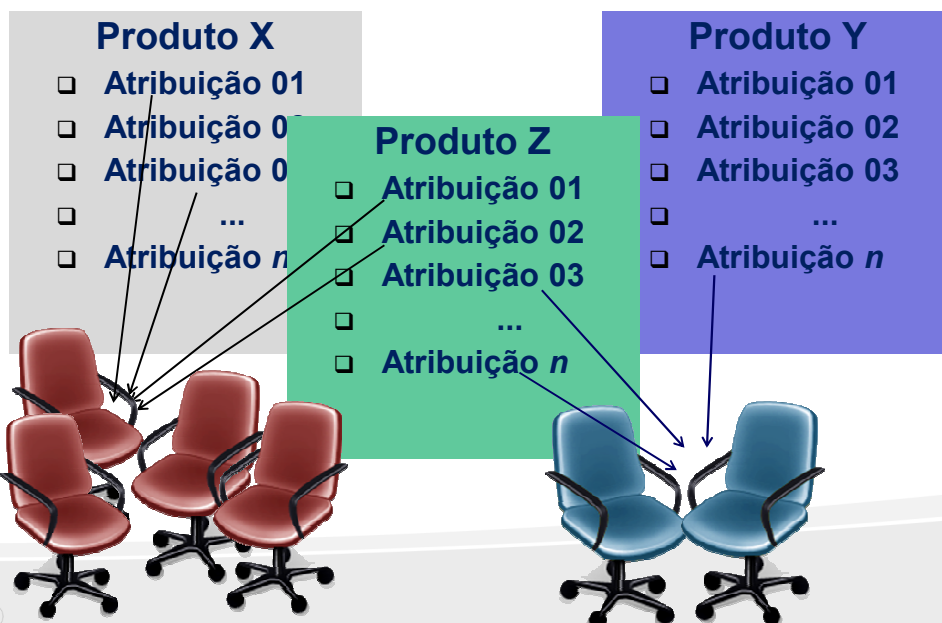 Produto X
Atribuição 01
Atribuição 0
Atribuição 0
...
Atribuição n
Produto Z
Atribuição 01
Atribuição 02
Atribuição 03
...
Atribuição n
Produto Y
Atribuição 01
Atribuição 02
Atribuição 03
...
Atribuição n